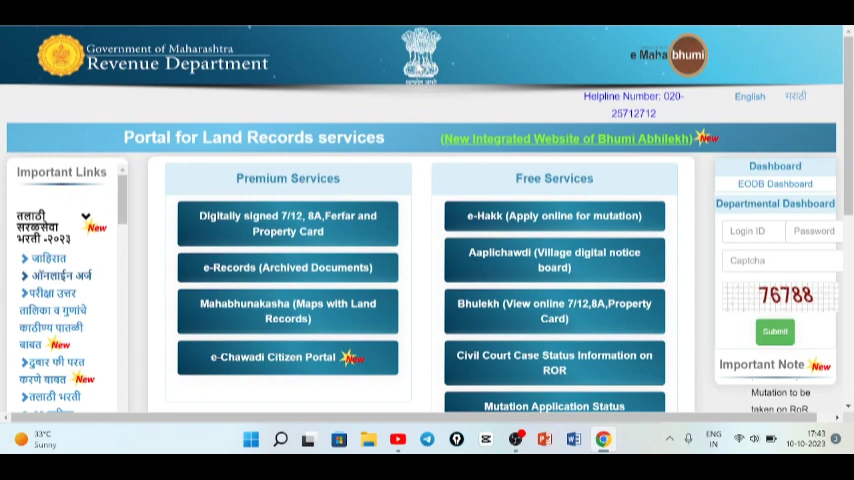 Government of Maharashtra
Revenue Department
e Maha bhumi
Helpline Number: 020-
25712712
English
मराठी
Portal for Land Records services
(New Integrated Website of Bhumi Abhilekh)
New
Important Links
तलाठी
सरळसेवा
भरती -२०२३
New
जाहिरात
ऑनलाईन अर्ज
परीक्षा उत्तर
तालिका व गुणांचे
काठीण्य पातळी
बाबत New
दुबार फी परत
करणे बाबत New
तलाठी भरती
Premium Services
Digitally signed 7/12, 8A,Ferfar and
Property Card
e-Records (Archived Documents)
Mahabhunakasha (Maps with Land
Records)
e-Chawadi Citizen Portal New
Free Services
e-Hakk (Apply online for mutation)
Aaplichawdi (Village digital notice
board)
Bhulekh (View online 7/12,8A,Property
Card)
Civil Court Case Status Information on
ROR
Mutation Application Status
Dashboard
EODB Dashboard
Departmental Dashboard
Login ID
Password
Captcha
76788
Submit
Important Note New
Mutation to be
taken on RoR
33°C
Sunny
ENG
IN
17:43
10-10-2023
3